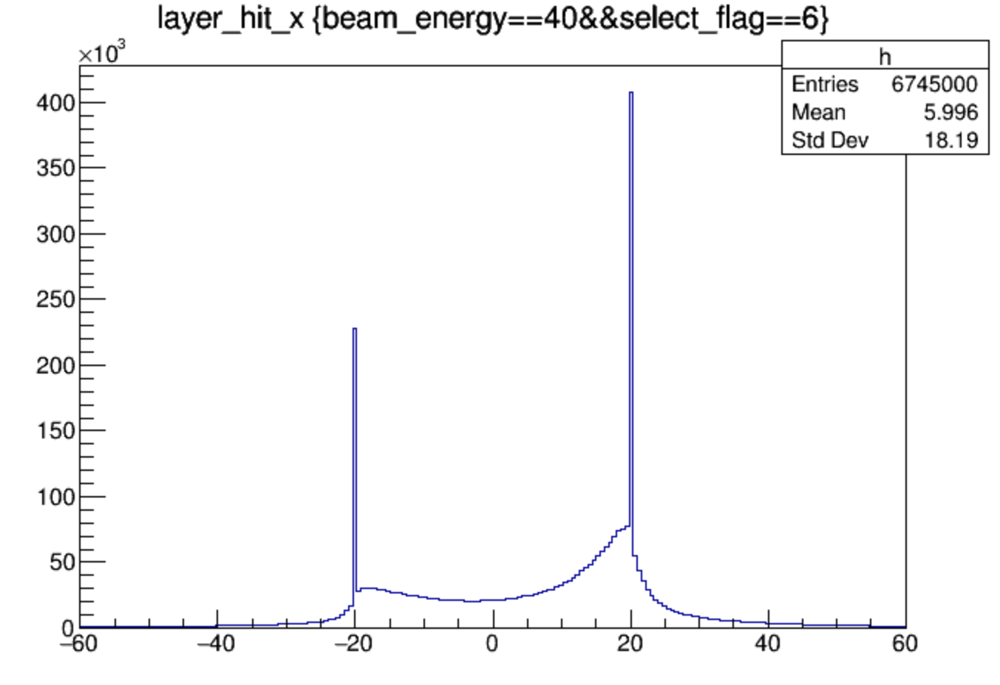 layer_hit_x {beam_energy==40&&select_flag==6}
×10³
h
Entries 6745000
Mean 5.996
Std Dev 18.19
400
350
300
250
200
150
100
50
0
−60 −40 −20 0 20 40 60